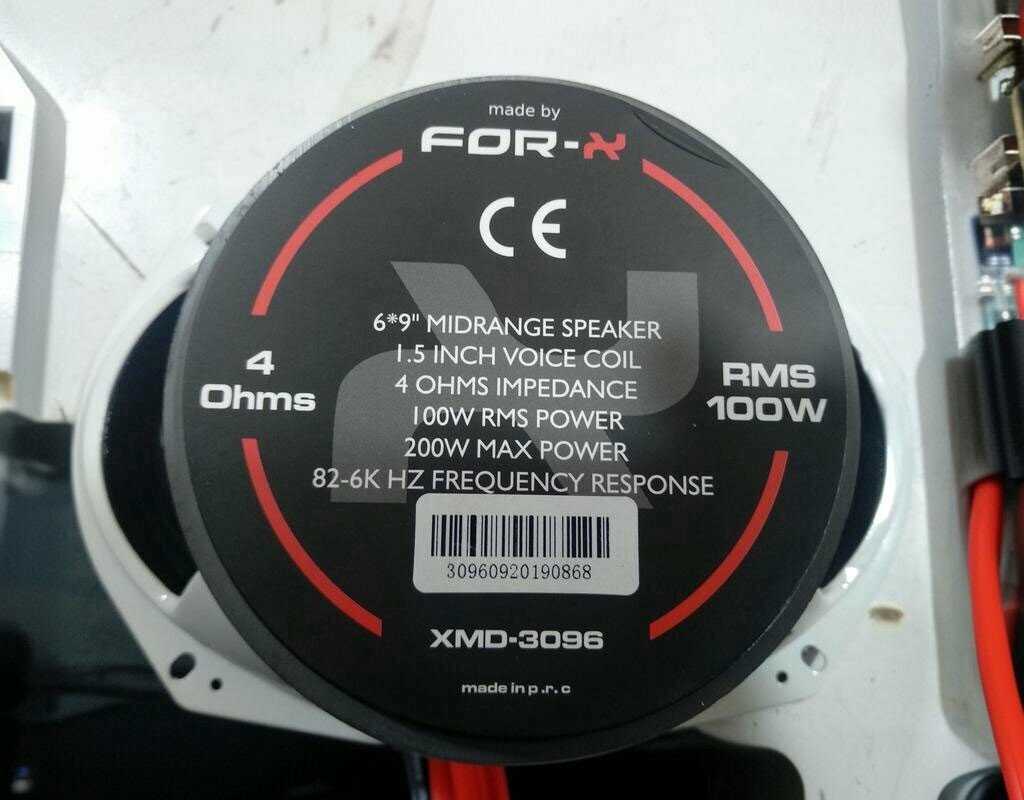 made by
FOR-X
CE
6*9" MIDRANGE SPEAKER
1.5 INCH VOICE COIL
4 OHMS IMPEDANCE
100W RMS POWER
200W MAX POWER
82-6K HZ FREQUENCY RESPONSE
4
Ohms
RMS
100W
30960920190868
XMD-3096
made in p.r.c